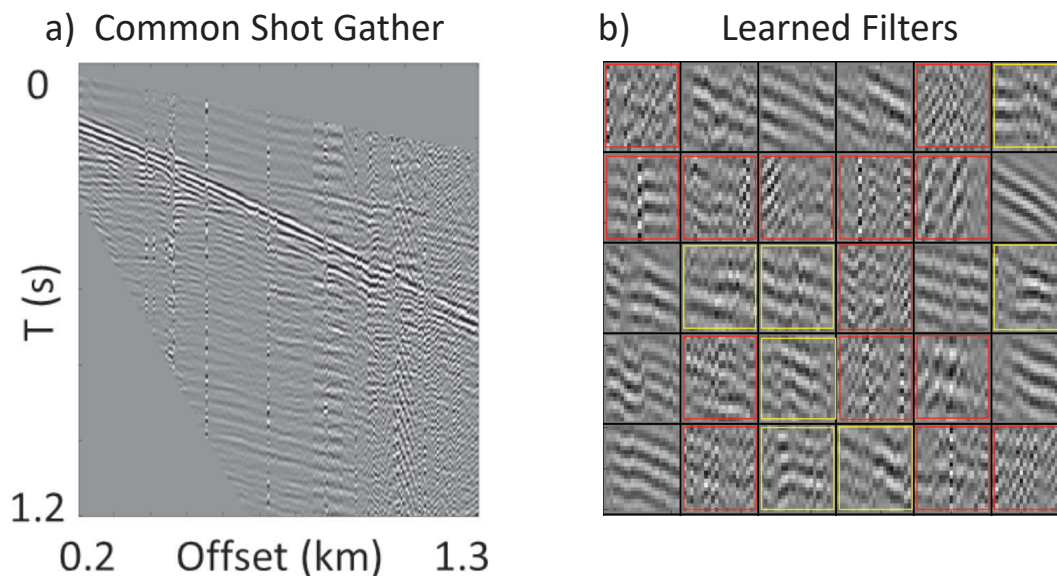 a) Common Shot Gather
b) Learned Filters
0
T (s)
1.2
0.2 Offset (km) 1.3